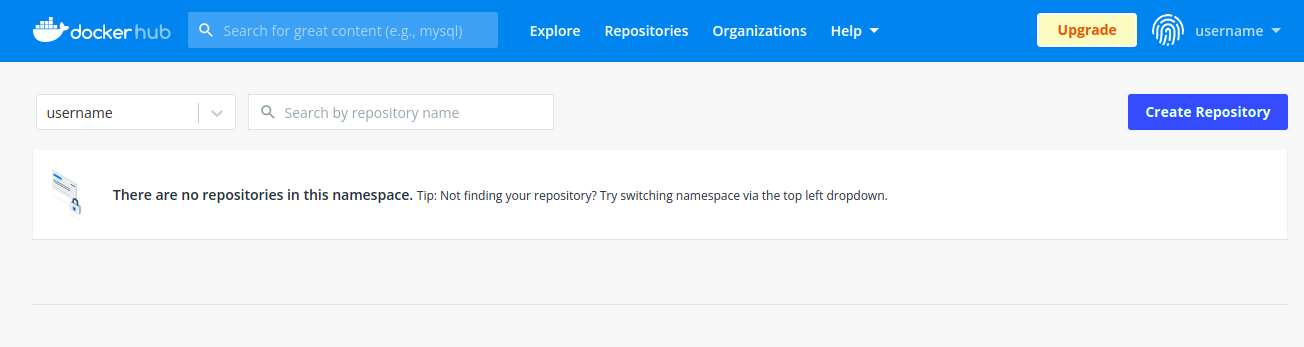 dockerhub Search for great content (e.g., mysql) Explore Repositories Organizations Help Upgrade username
username Search by repository name Create Repository
There are no repositories in this namespace. Tip: Not finding your repository? Try switching namespace via the top left dropdown.